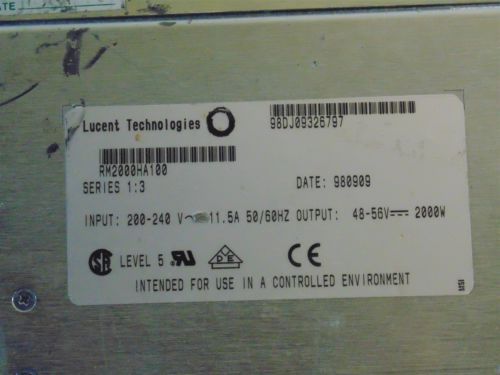 ATE
Lucent Technologies
98DJ09326797
RM2000HA100
SERIES 1:3
DATE: 980909
INPUT: 200-240 V~ 11.5A 50/60HZ OUTPUT: 48-56V 2000W
LEVEL 5
INTENDED FOR USE IN A CONTROLLED ENVIRONMENT